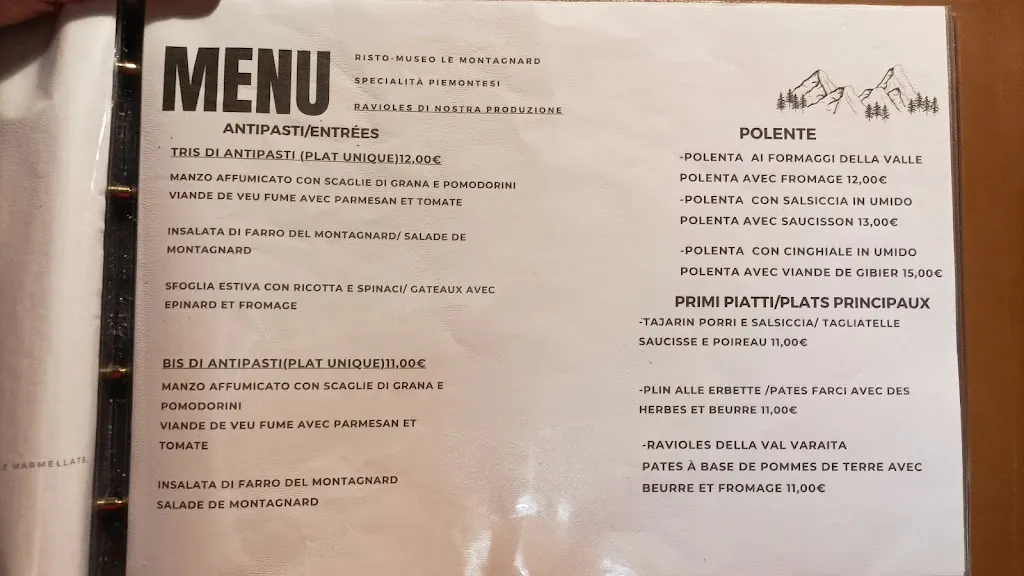 MENU
RISTO-MUSEO LE MONTAGNARD
SPECIALITÀ PIEMONTESI
RAVIOLES DI NOSTRA PRODUZIONE
ANTIPASTI/ENTRÉES
TRIS DI ANTIPASTI (PLAT UNIQUE)12,00€
MANZO AFFUMICATO CON SCAGLIE DI GRANA E POMODORINI
VIANDE DE VEU FUME AVEC PARMESAN ET TOMATE
INSALATA DI FARRO DEL MONTAGNARD/ SALADE DE
MONTAGNARD
SFOGLIA ESTIVA CON RICOTTA E SPINACI/ GATEAUX AVEC
EPINARD ET FROMAGE
BIS DI ANTIPASTI(PLAT UNIQUE)11,00€
MANZO AFFUMICATO CON SCAGLIE DI GRANA E
POMODORINI
VIANDE DE VEU FUME AVEC PARMESAN ET
TOMATE
INSALATA DI FARRO DEL MONTAGNARD
SALADE DE MONTAGNARD
POLENTE
-POLENTA AI FORMAGGI DELLA VALLE
POLENTA AVEC FROMAGE 12,00€
-POLENTA CON SALSICCIA IN UMIDO
POLENTA AVEC SAUCISSON 13,00€
-POLENTA CON CINGHIALE IN UMIDO
POLENTA AVEC VIANDE DE GIBIER 15,00€
PRIMI PIATTI/PLATS PRINCIPAUX
-TAJARIN PORRI E SALSICCIA/ TAGLIATELLE
SAUCISSE E POIREAU 11,00€
-PLIN ALLE ERBETTE /PATES FARCI AVEC DES
HERBES ET BEURRE 11,00€
-RAVIOLES DELLA VAL VARAITA
PATES À BASE DE POMMES DE TERRE AVEC
BEURRE ET FROMAGE 11,00€
MARMELLATE